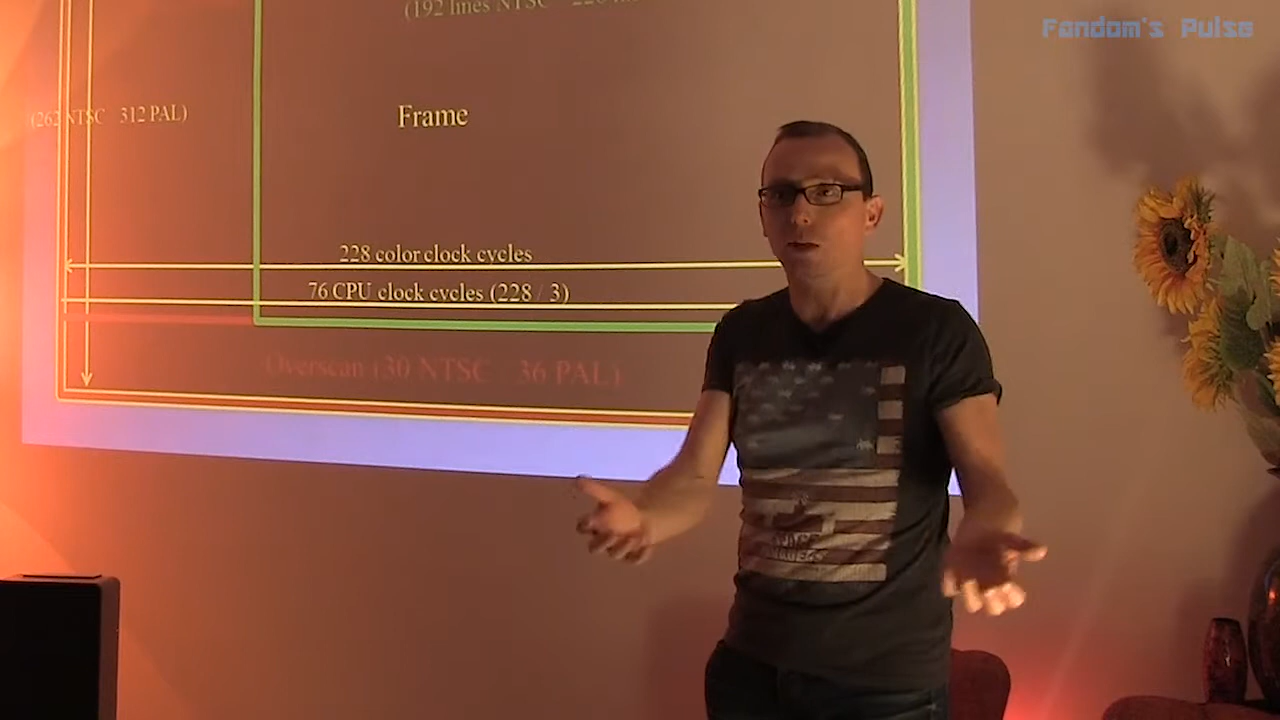 Fandom's Pulse
(192 lines NTSC
(262 NTSC 312 PAL)
Frame
228 color clock cycles
76 CPU clock cycles (228 / 3)
Overscan (30 NTSC 36 PAL)